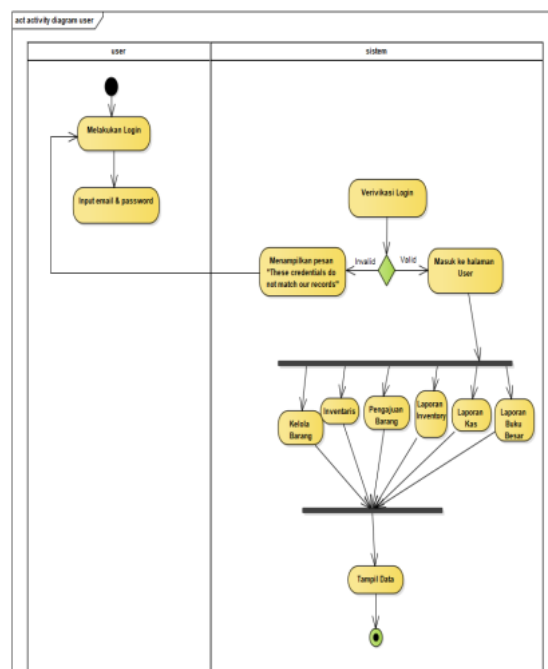 act activity diagram user
user
sistem
Melakukan Login
Input email & password
Verivikasi Login
Menampilkan pesan
"These credentials do
not match our records"
Invalid
Valid
Masuk ke halaman
User
Kelola
Barang
Inventaris
Pengajuan
Barang
Laporan
Inventory
Laporan
Kas
Laporan
Buku
Besar
Tampil Data